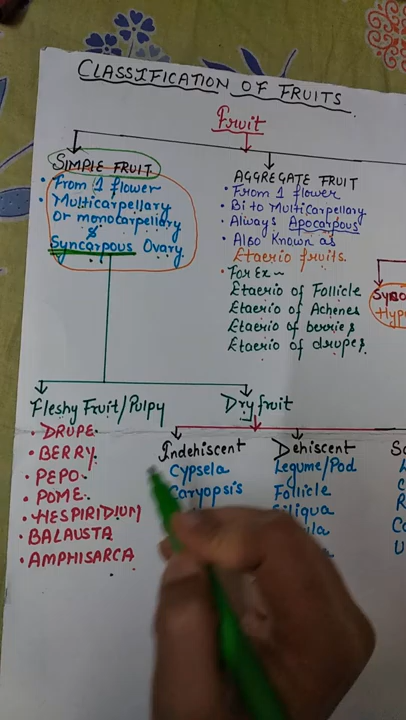 CLASSIFICATION OF FRUITS
Fruit
SIMPLE FRUIT
• From 1 flower
• Multicarpellary
Or monocarpellary
&
Syncarpous Ovary
AGGREGATE FRUIT
• From 1 flower
• Bi to Multicarpellary
• Always Apocarpous
• Also Known as
Etaerio fruits.
• For Ex~
Etaerio of Follicle
Etaerio of Achenes
Etaerio of berries
Etaerio of drupes
Fleshy Fruit/Pulpy
• DRUPE
• BERRY
• PEPO
• POME
• HESPIRIDIUM
• BALAUSTA
• AMPHISARCA
Dry fruit
Indehiscent
Cypsela
Caryopsis
Dehiscent
Legume/Pod
Follicle
Siliqua